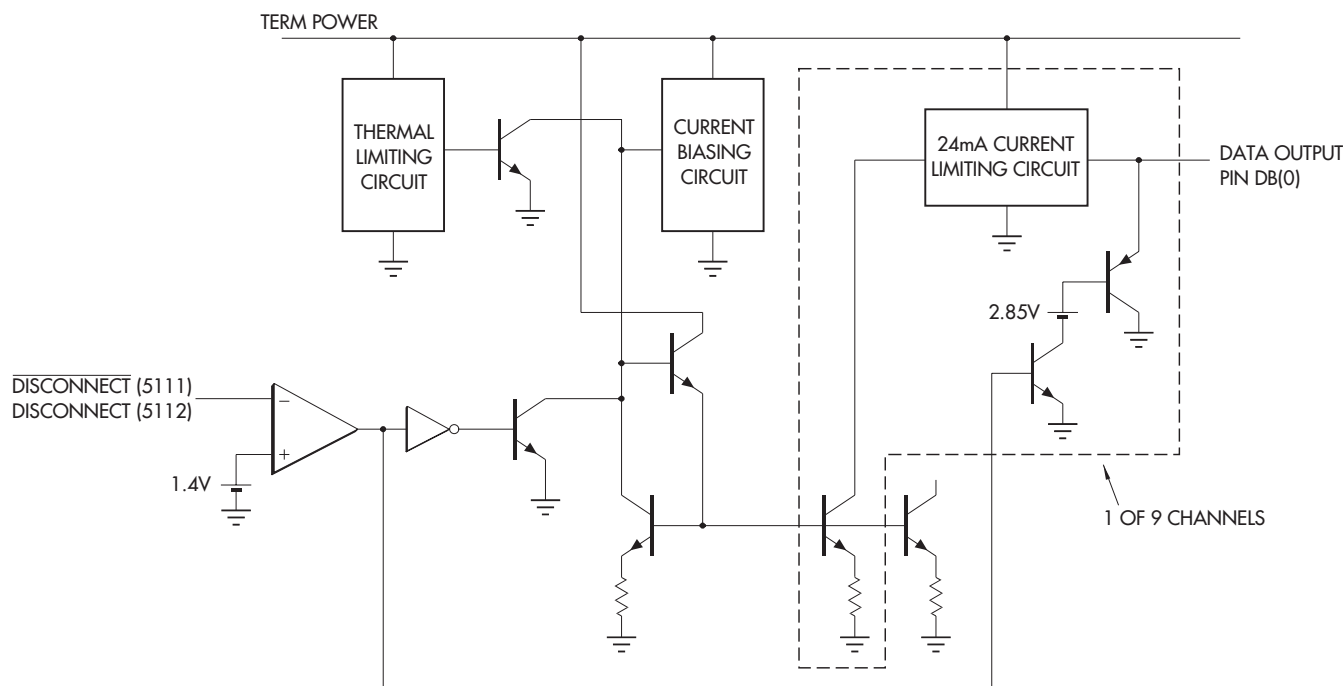 TERM POWER
THERMAL
LIMITING
CIRCUIT
CURRENT
BIASING
CIRCUIT
24mA CURRENT
LIMITING CIRCUIT
DATA OUTPUT
PIN DB(0)
2.85V
DISCONNECT (5111)
DISCONNECT (5112)
−
+
1.4V
1 OF 9 CHANNELS